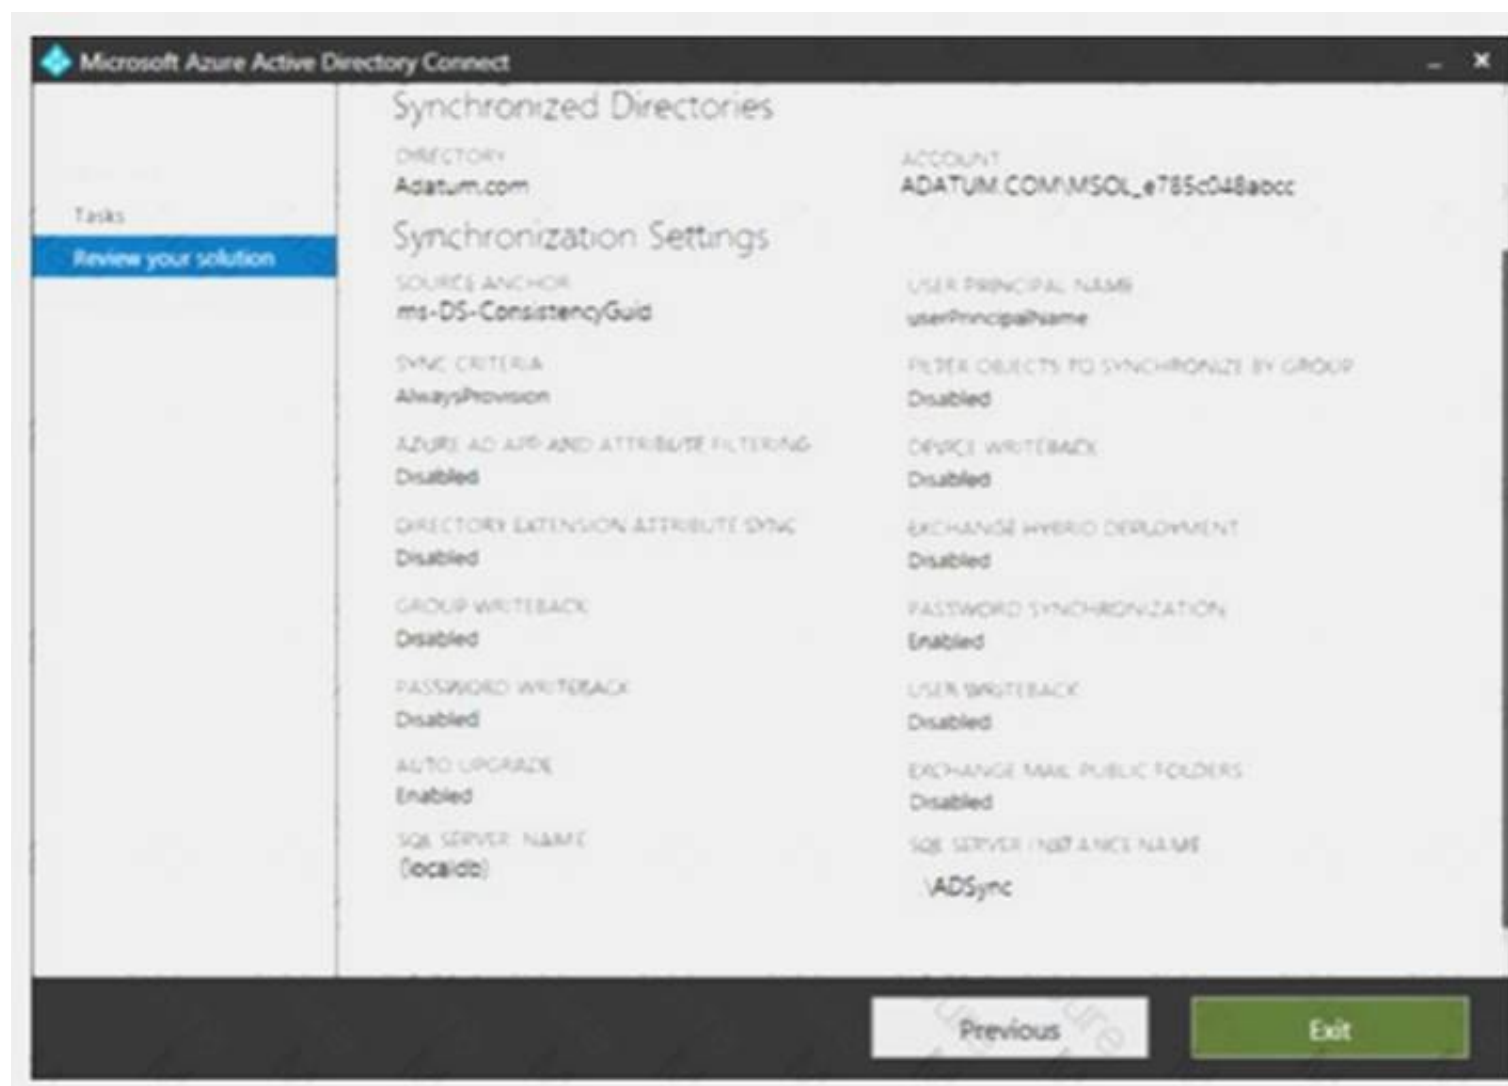 Microsoft Azure Active Directory Connect
Synchronized Directories
DIRECTORY
Adatum.com
ACCOUNT
ADATUM.COM\MSOL_e785c048abcc
Tasks
Review your solution
Synchronization Settings
SOURCE ANCHOR
ms-DS-ConsistencyGuid
USER PRINCIPAL NAME
userPrincipalName
SYNC CRITERIA
AlwaysProvision
FILTER OBJECTS TO SYNCHRONIZE BY GROUP
Disabled
AZURE AD APP AND ATTRIBUTE FILTERING
Disabled
DEVICE WRITEBACK
Disabled
DIRECTORY EXTENSION ATTRIBUTE SYNC
Disabled
EXCHANGE HYBRID DEPLOYMENT
Disabled
GROUP WRITEBACK
Disabled
PASSWORD SYNCHRONIZATION
Enabled
PASSWORD WRITEBACK
Disabled
USER WRITEBACK
Disabled
AUTO UPGRADE
Enabled
EXCHANGE MAIL PUBLIC FOLDERS
Disabled
SQL SERVER NAME
(localdb)
SQL SERVER INSTANCE NAME
.\ADSync
Previous
Exit